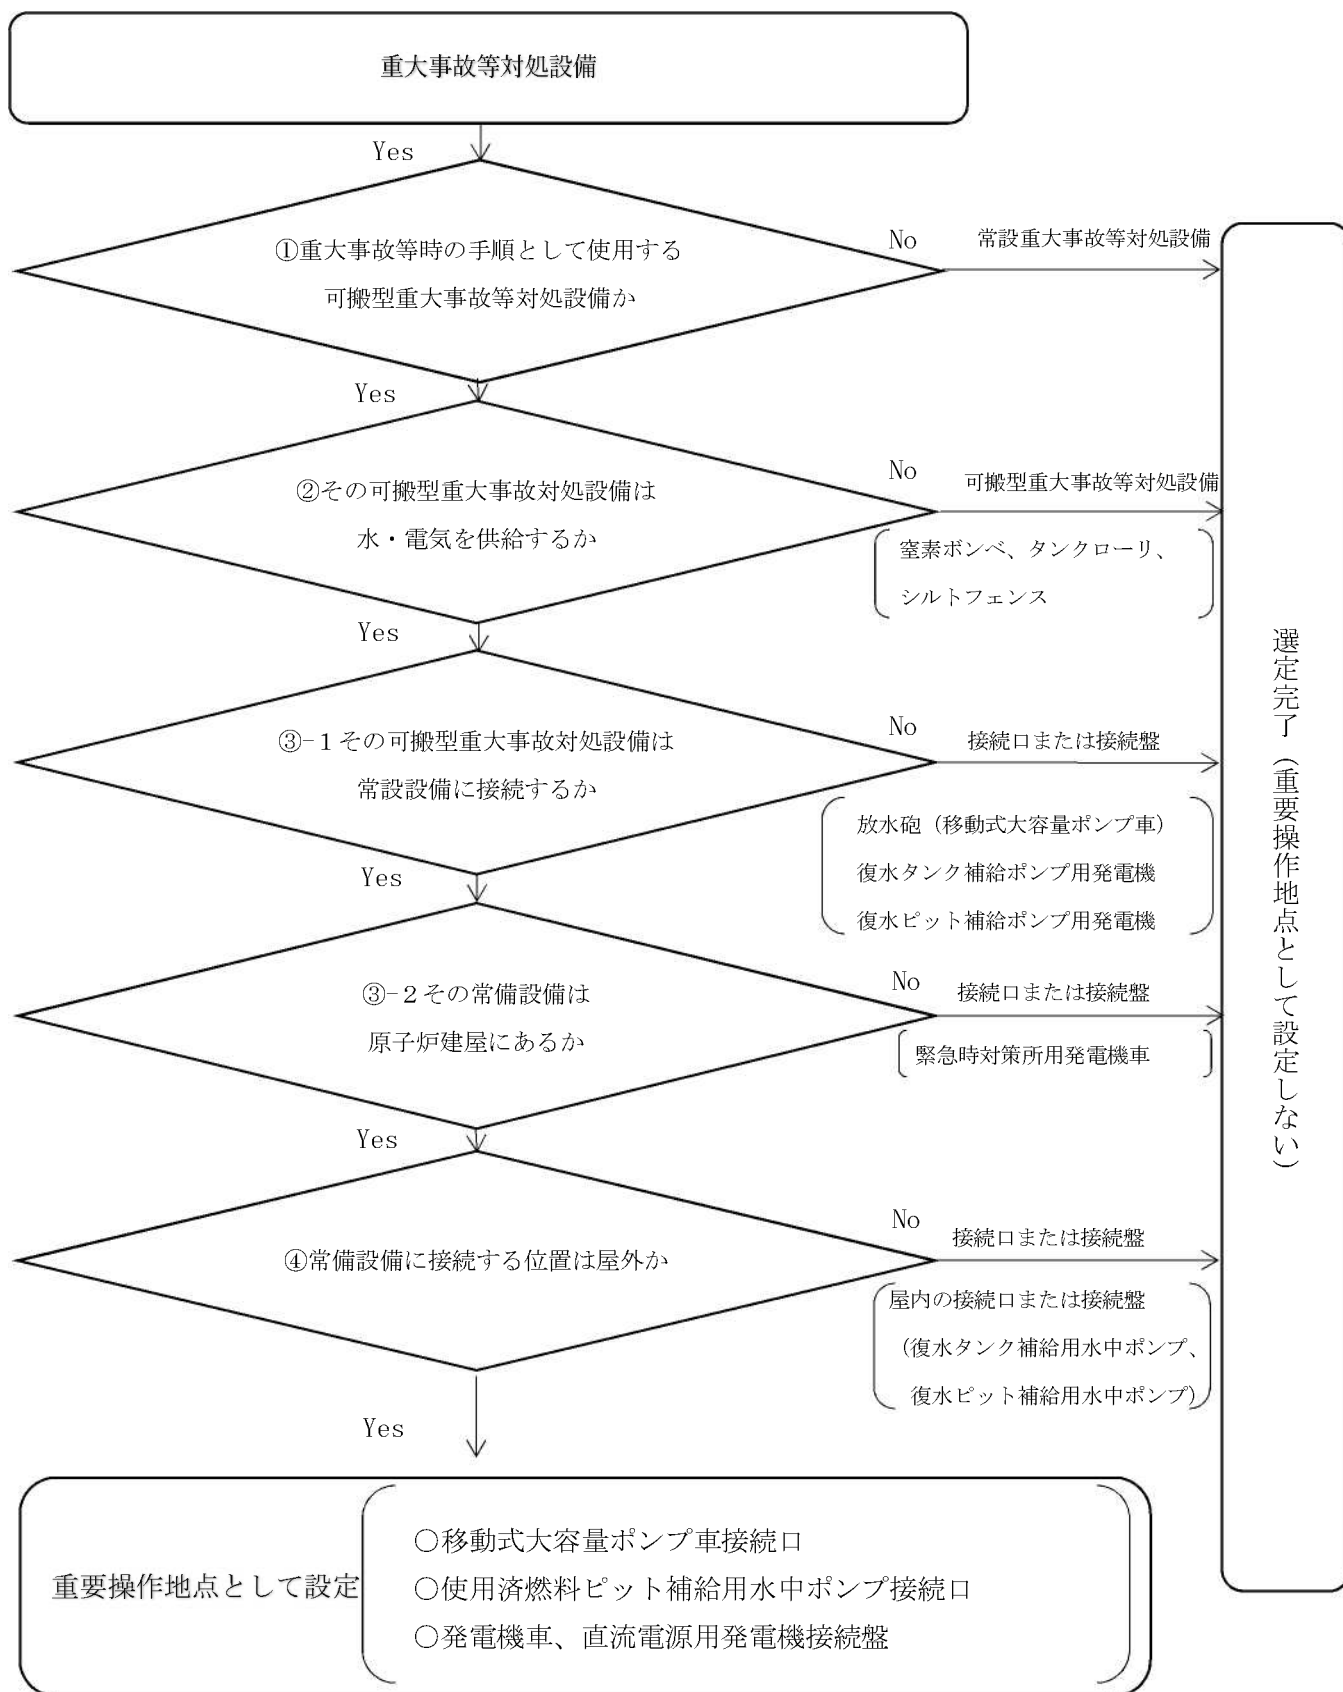 重大事故等対処設備
Yes
①重大事故等時の手順として使用する
可搬型重大事故等対処設備か
No
常設重大事故等対処設備
Yes
②その可搬型重大事故対処設備は
水・電気を供給するか
No
可搬型重大事故等対処設備
窒素ボンベ、タンクローリ、
シルトフェンス
Yes
③-1その可搬型重大事故対処設備は
常設設備に接続するか
No
接続口または接続盤
放水砲（移動式大容量ポンプ車）
復水タンク補給ポンプ用発電機
復水ピット補給ポンプ用発電機
Yes
③-2その常備設備は
原子炉建屋にあるか
No
接続口または接続盤
緊急時対策所用発電機車
Yes
④常備設備に接続する位置は屋外か
No
接続口または接続盤
屋内の接続口または接続盤
（復水タンク補給用水中ポンプ、
復水ピット補給用水中ポンプ）
Yes
選定完了（重要操作地点として設定しない）
重要操作地点として設定
○移動式大容量ポンプ車接続口
○使用済燃料ピット補給用水中ポンプ接続口
○発電機車、直流電源用発電機接続盤